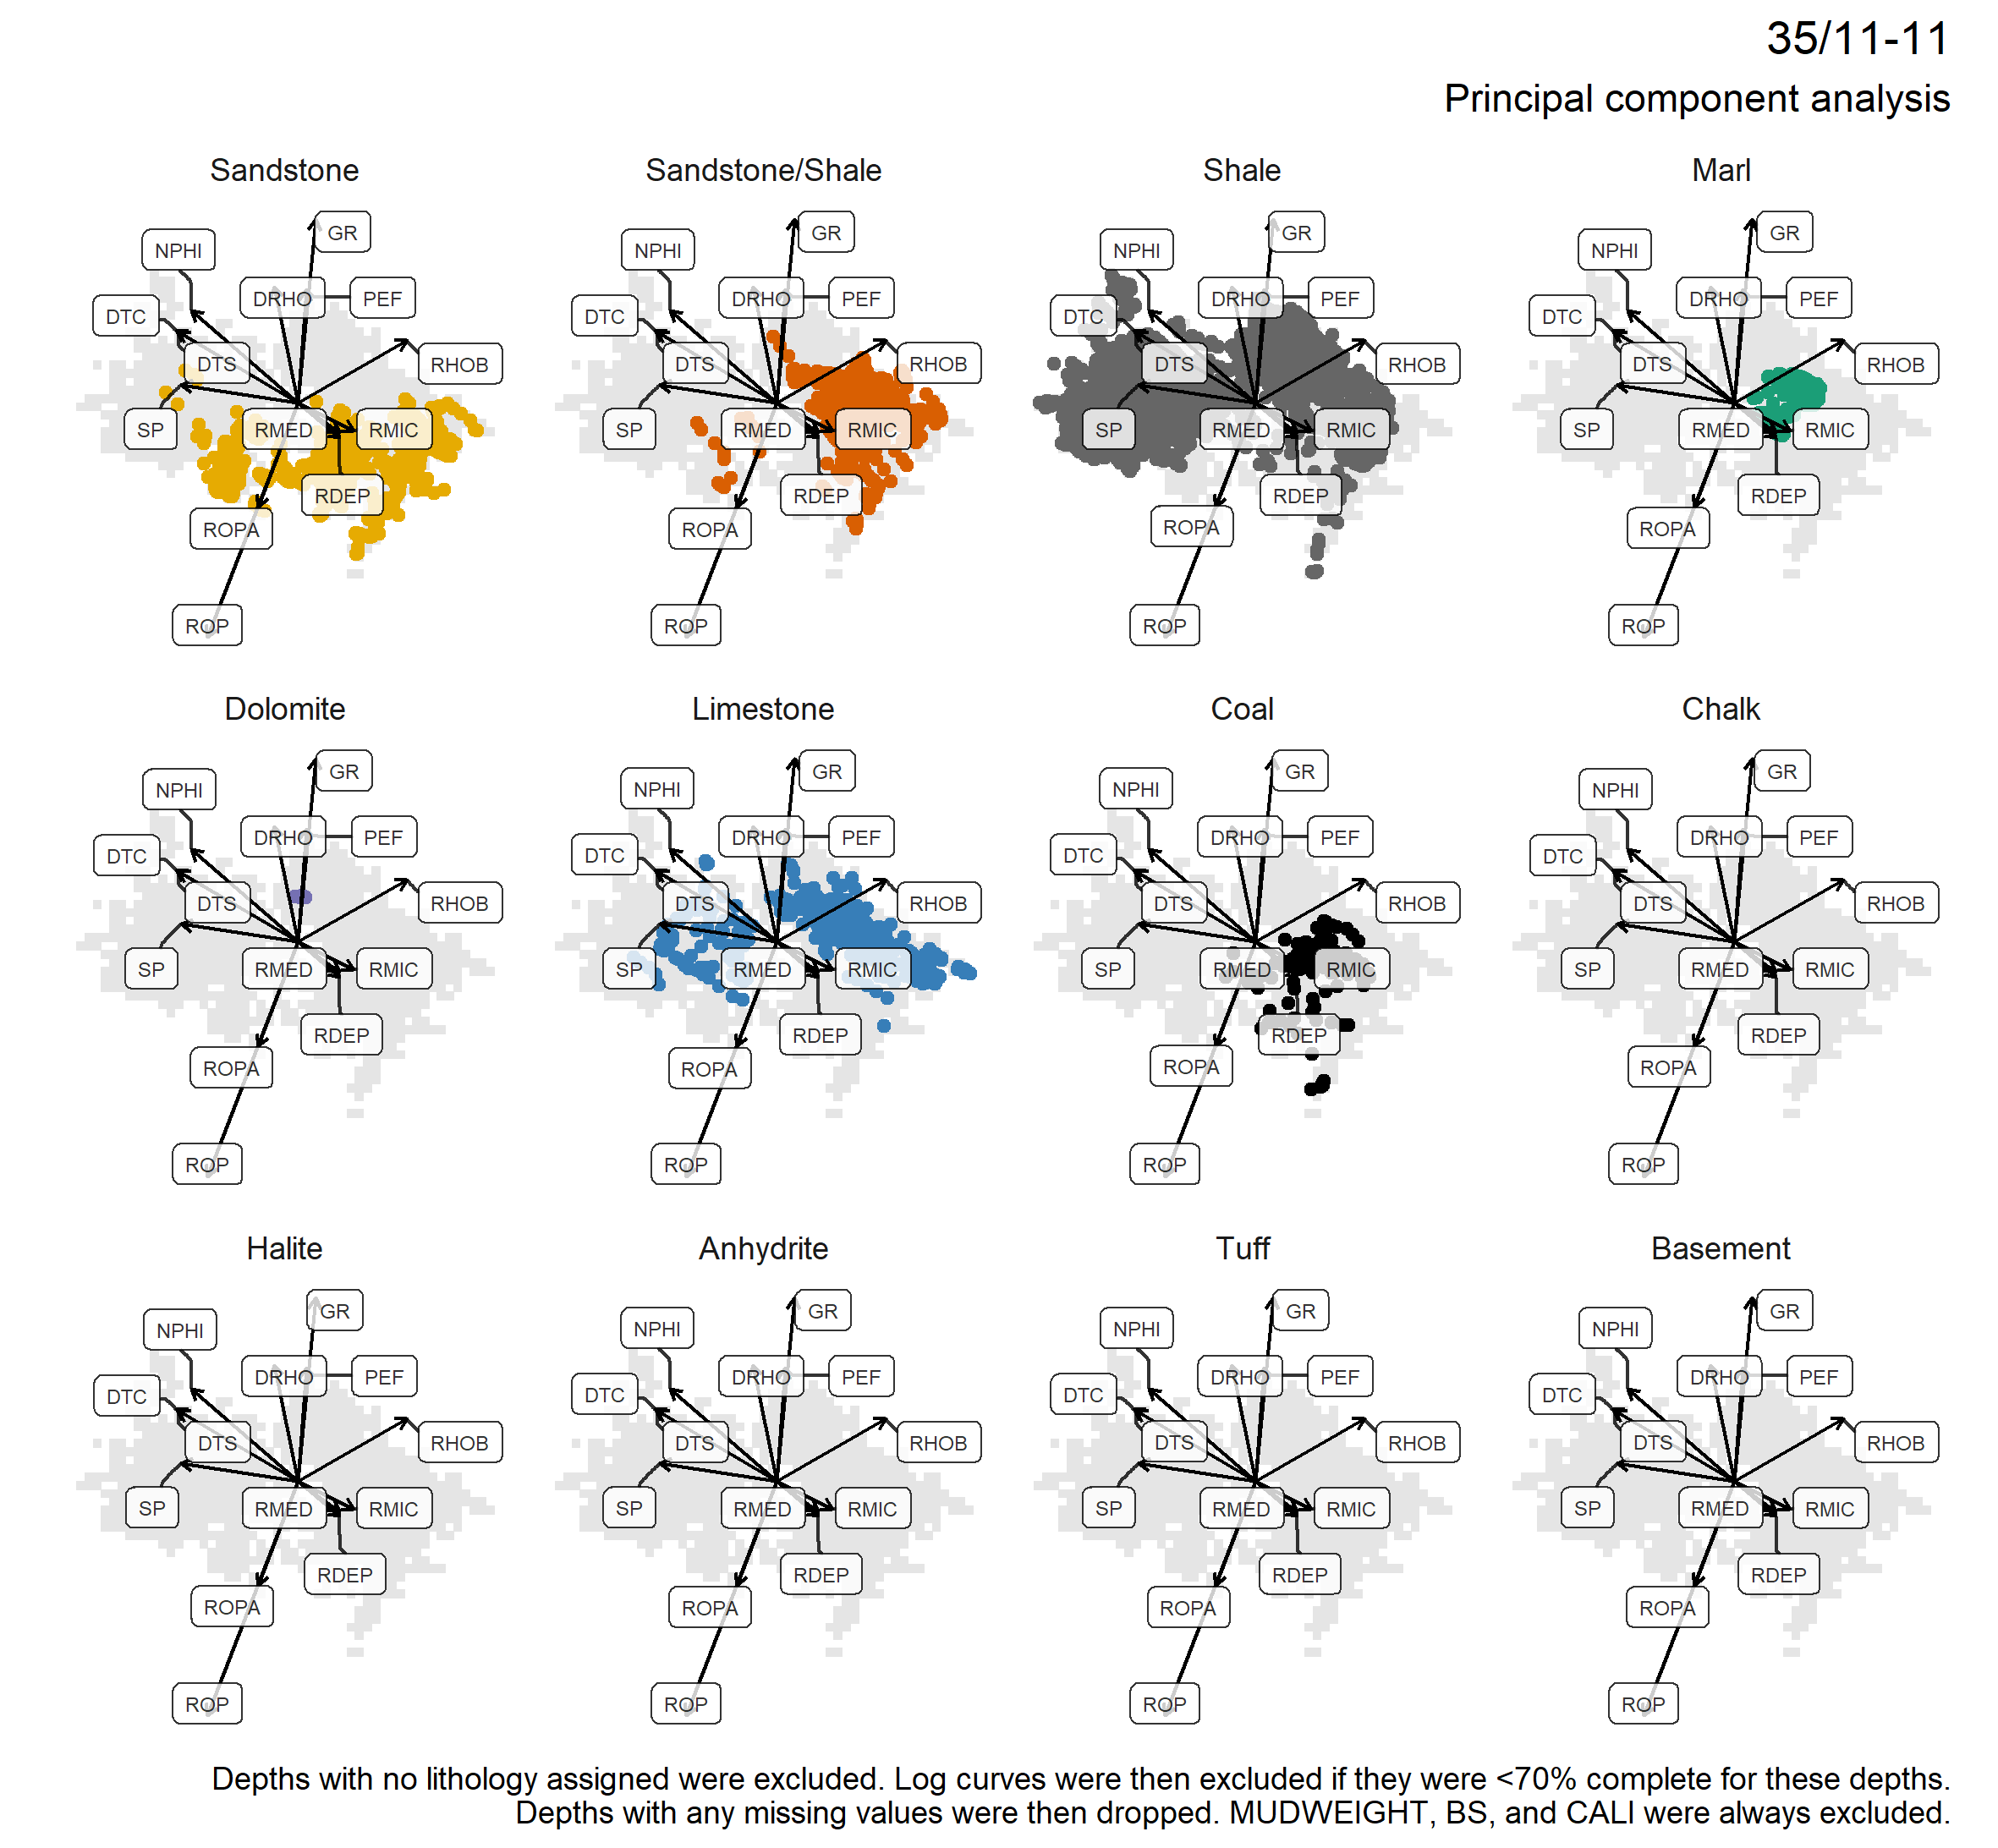 35/11-11
Principal component analysis
Sandstone
Sandstone/Shale
Shale
Marl
GR
NPHI
DRHO
PEF
DTC
DTS
RHOB
SP
RMED
RMIC
RDEP
ROPA
ROP
GR
NPHI
DRHO
PEF
DTC
DTS
RHOB
SP
RMED
RMIC
RDEP
ROPA
ROP
GR
NPHI
DRHO
PEF
DTC
DTS
RHOB
SP
RMED
RMIC
RDEP
ROPA
ROP
GR
NPHI
DRHO
PEF
DTC
DTS
RHOB
SP
RMED
RMIC
RDEP
ROPA
ROP
Dolomite
Limestone
Coal
Chalk
GR
NPHI
DRHO
PEF
DTC
DTS
RHOB
SP
RMED
RMIC
RDEP
ROPA
ROP
GR
NPHI
DRHO
PEF
DTC
DTS
RHOB
SP
RMED
RMIC
RDEP
ROPA
ROP
GR
NPHI
DRHO
PEF
DTC
DTS
RHOB
SP
RMED
RMIC
RDEP
ROPA
ROP
GR
NPHI
DRHO
PEF
DTC
DTS
RHOB
SP
RMED
RMIC
RDEP
ROPA
ROP
Halite
Anhydrite
Tuff
Basement
GR
NPHI
DRHO
PEF
DTC
DTS
RHOB
SP
RMED
RMIC
RDEP
ROPA
ROP
GR
NPHI
DRHO
PEF
DTC
DTS
RHOB
SP
RMED
RMIC
RDEP
ROPA
ROP
GR
NPHI
DRHO
PEF
DTC
DTS
RHOB
SP
RMED
RMIC
RDEP
ROPA
ROP
GR
NPHI
DRHO
PEF
DTC
DTS
RHOB
SP
RMED
RMIC
RDEP
ROPA
ROP
Depths with no lithology assigned were excluded. Log curves were then excluded if they were <70% complete for these depths.
Depths with any missing values were then dropped. MUDWEIGHT, BS, and CALI were always excluded.